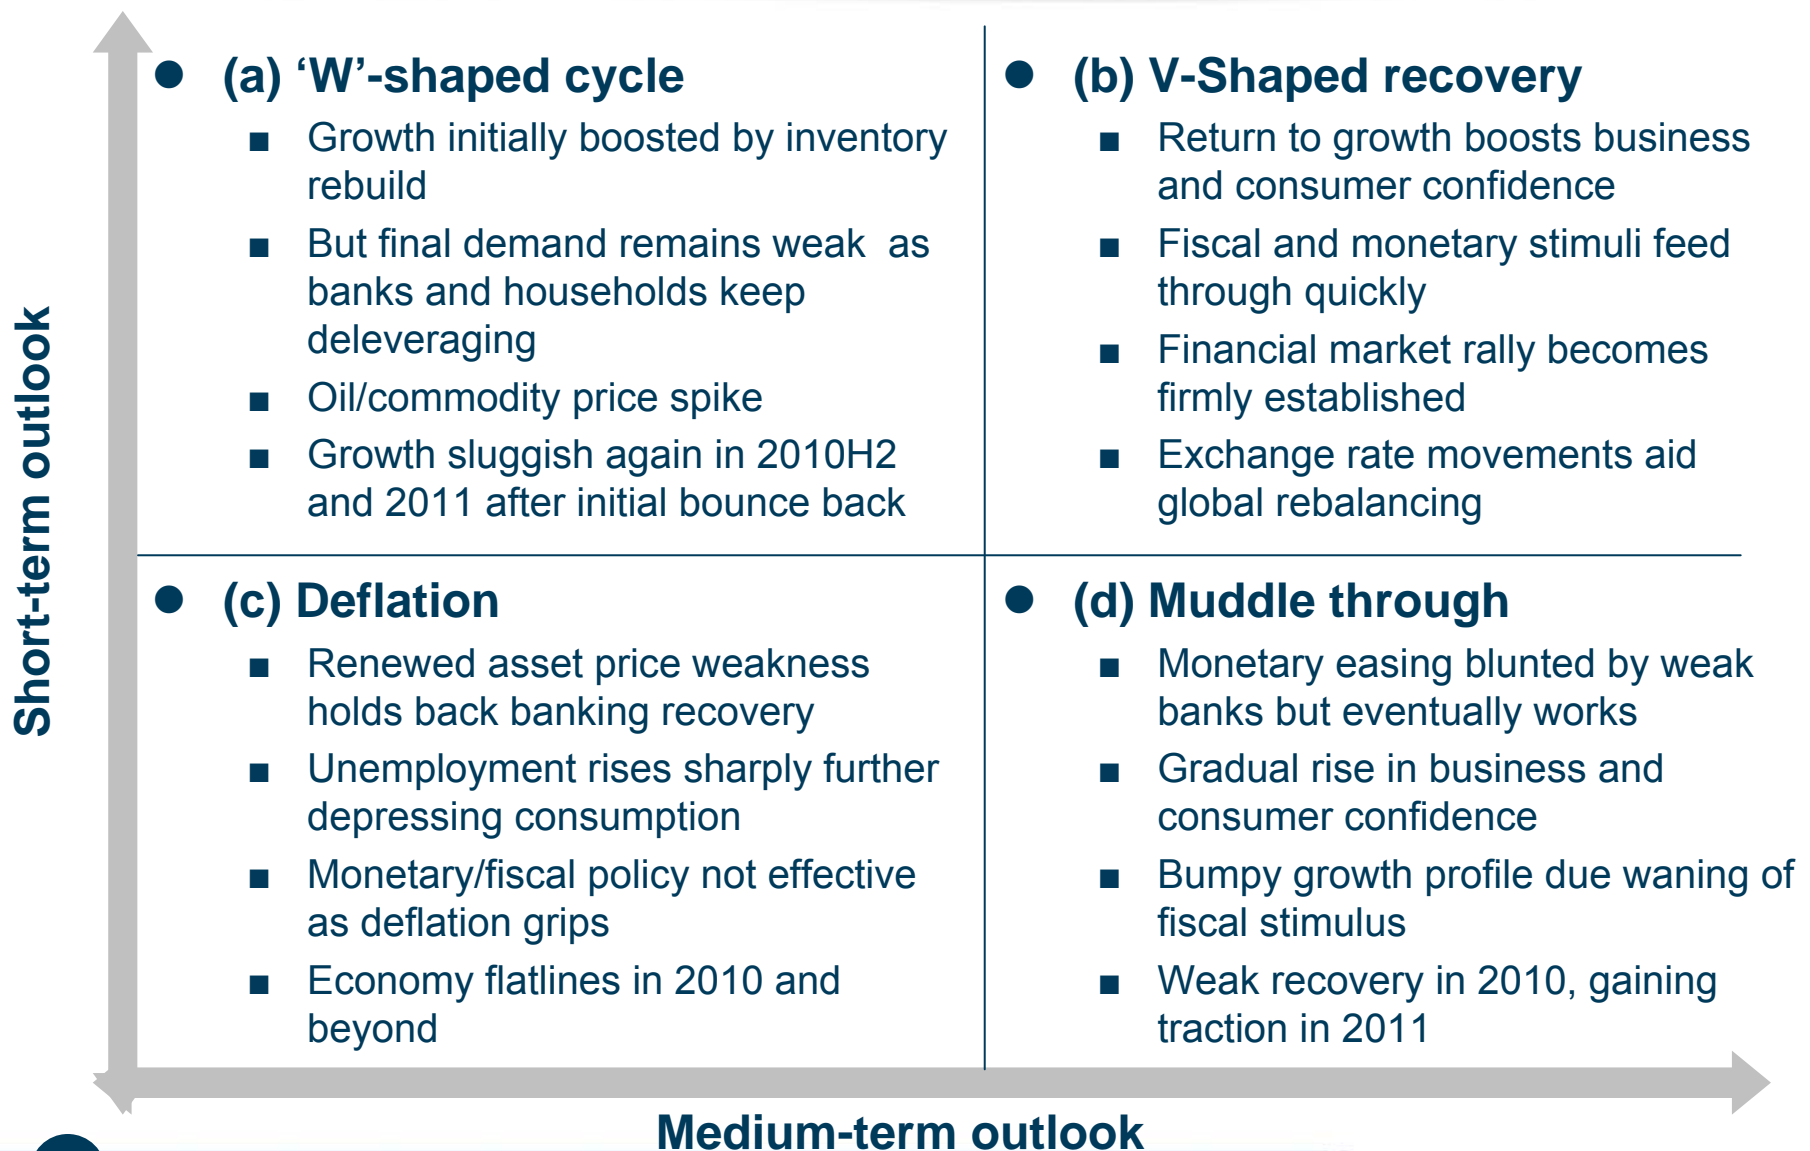 Short-term outlook
(a) ‘W’-shaped cycle
Growth initially boosted by inventory
rebuild
But final demand remains weak  as
banks and households keep
deleveraging
Oil/commodity price spike
Growth sluggish again in 2010H2
and 2011 after initial bounce back
(b) V-Shaped recovery
Return to growth boosts business
and consumer confidence
Fiscal and monetary stimuli feed
through quickly
Financial market rally becomes
firmly established
Exchange rate movements aid
global rebalancing
(c) Deflation
Renewed asset price weakness
holds back banking recovery
Unemployment rises sharply further
depressing consumption
Monetary/fiscal policy not effective
as deflation grips
Economy flatlines in 2010 and
beyond
(d) Muddle through
Monetary easing blunted by weak
banks but eventually works
Gradual rise in business and
consumer confidence
Bumpy growth profile due waning of
fiscal stimulus
Weak recovery in 2010, gaining
traction in 2011
Medium-term outlook